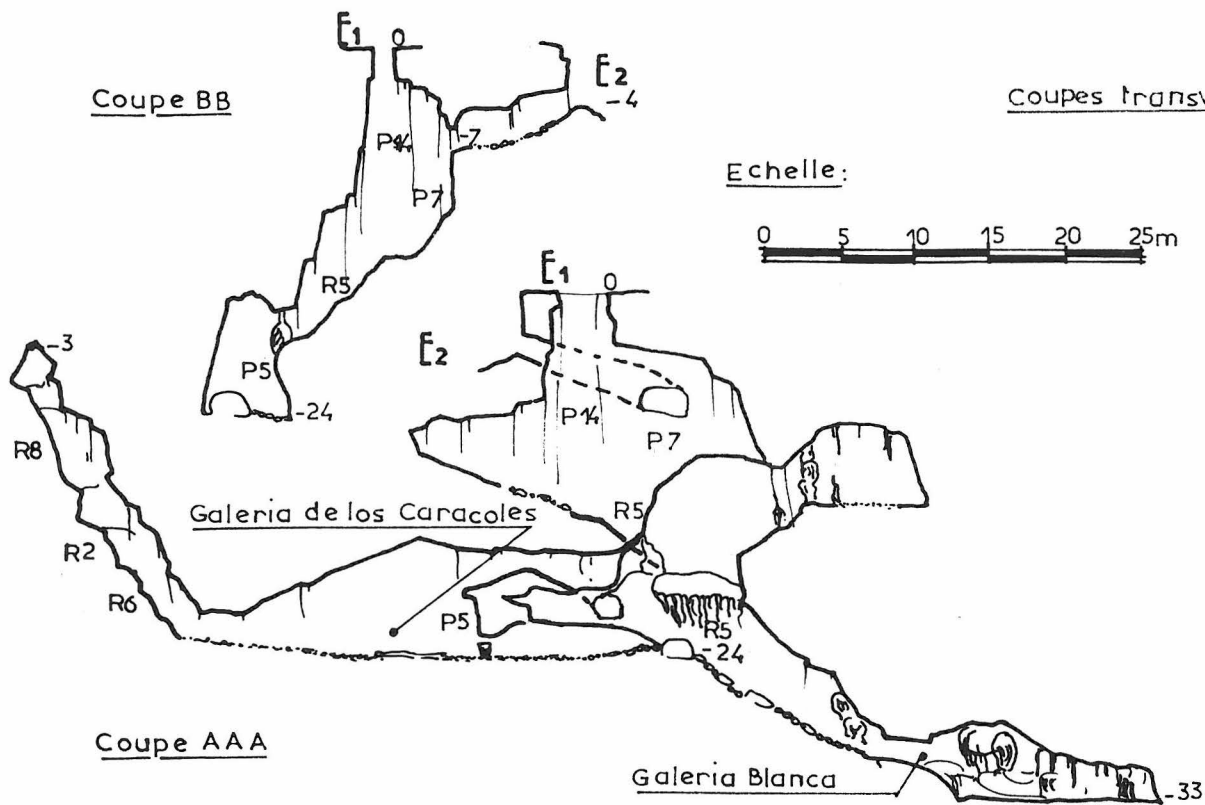 E1 0
E2
-4
Coupe BB
Coupes
P14
-7
P7
Echelle:
0 5 10 15 20 25m
R5
E1 0
-3
E2
P5
-24
P14
P7
R8
Galeria de los Caracoles
R5
R2
R6
P5
R5
-24
Coupe AAA
Galeria Blanca
-33